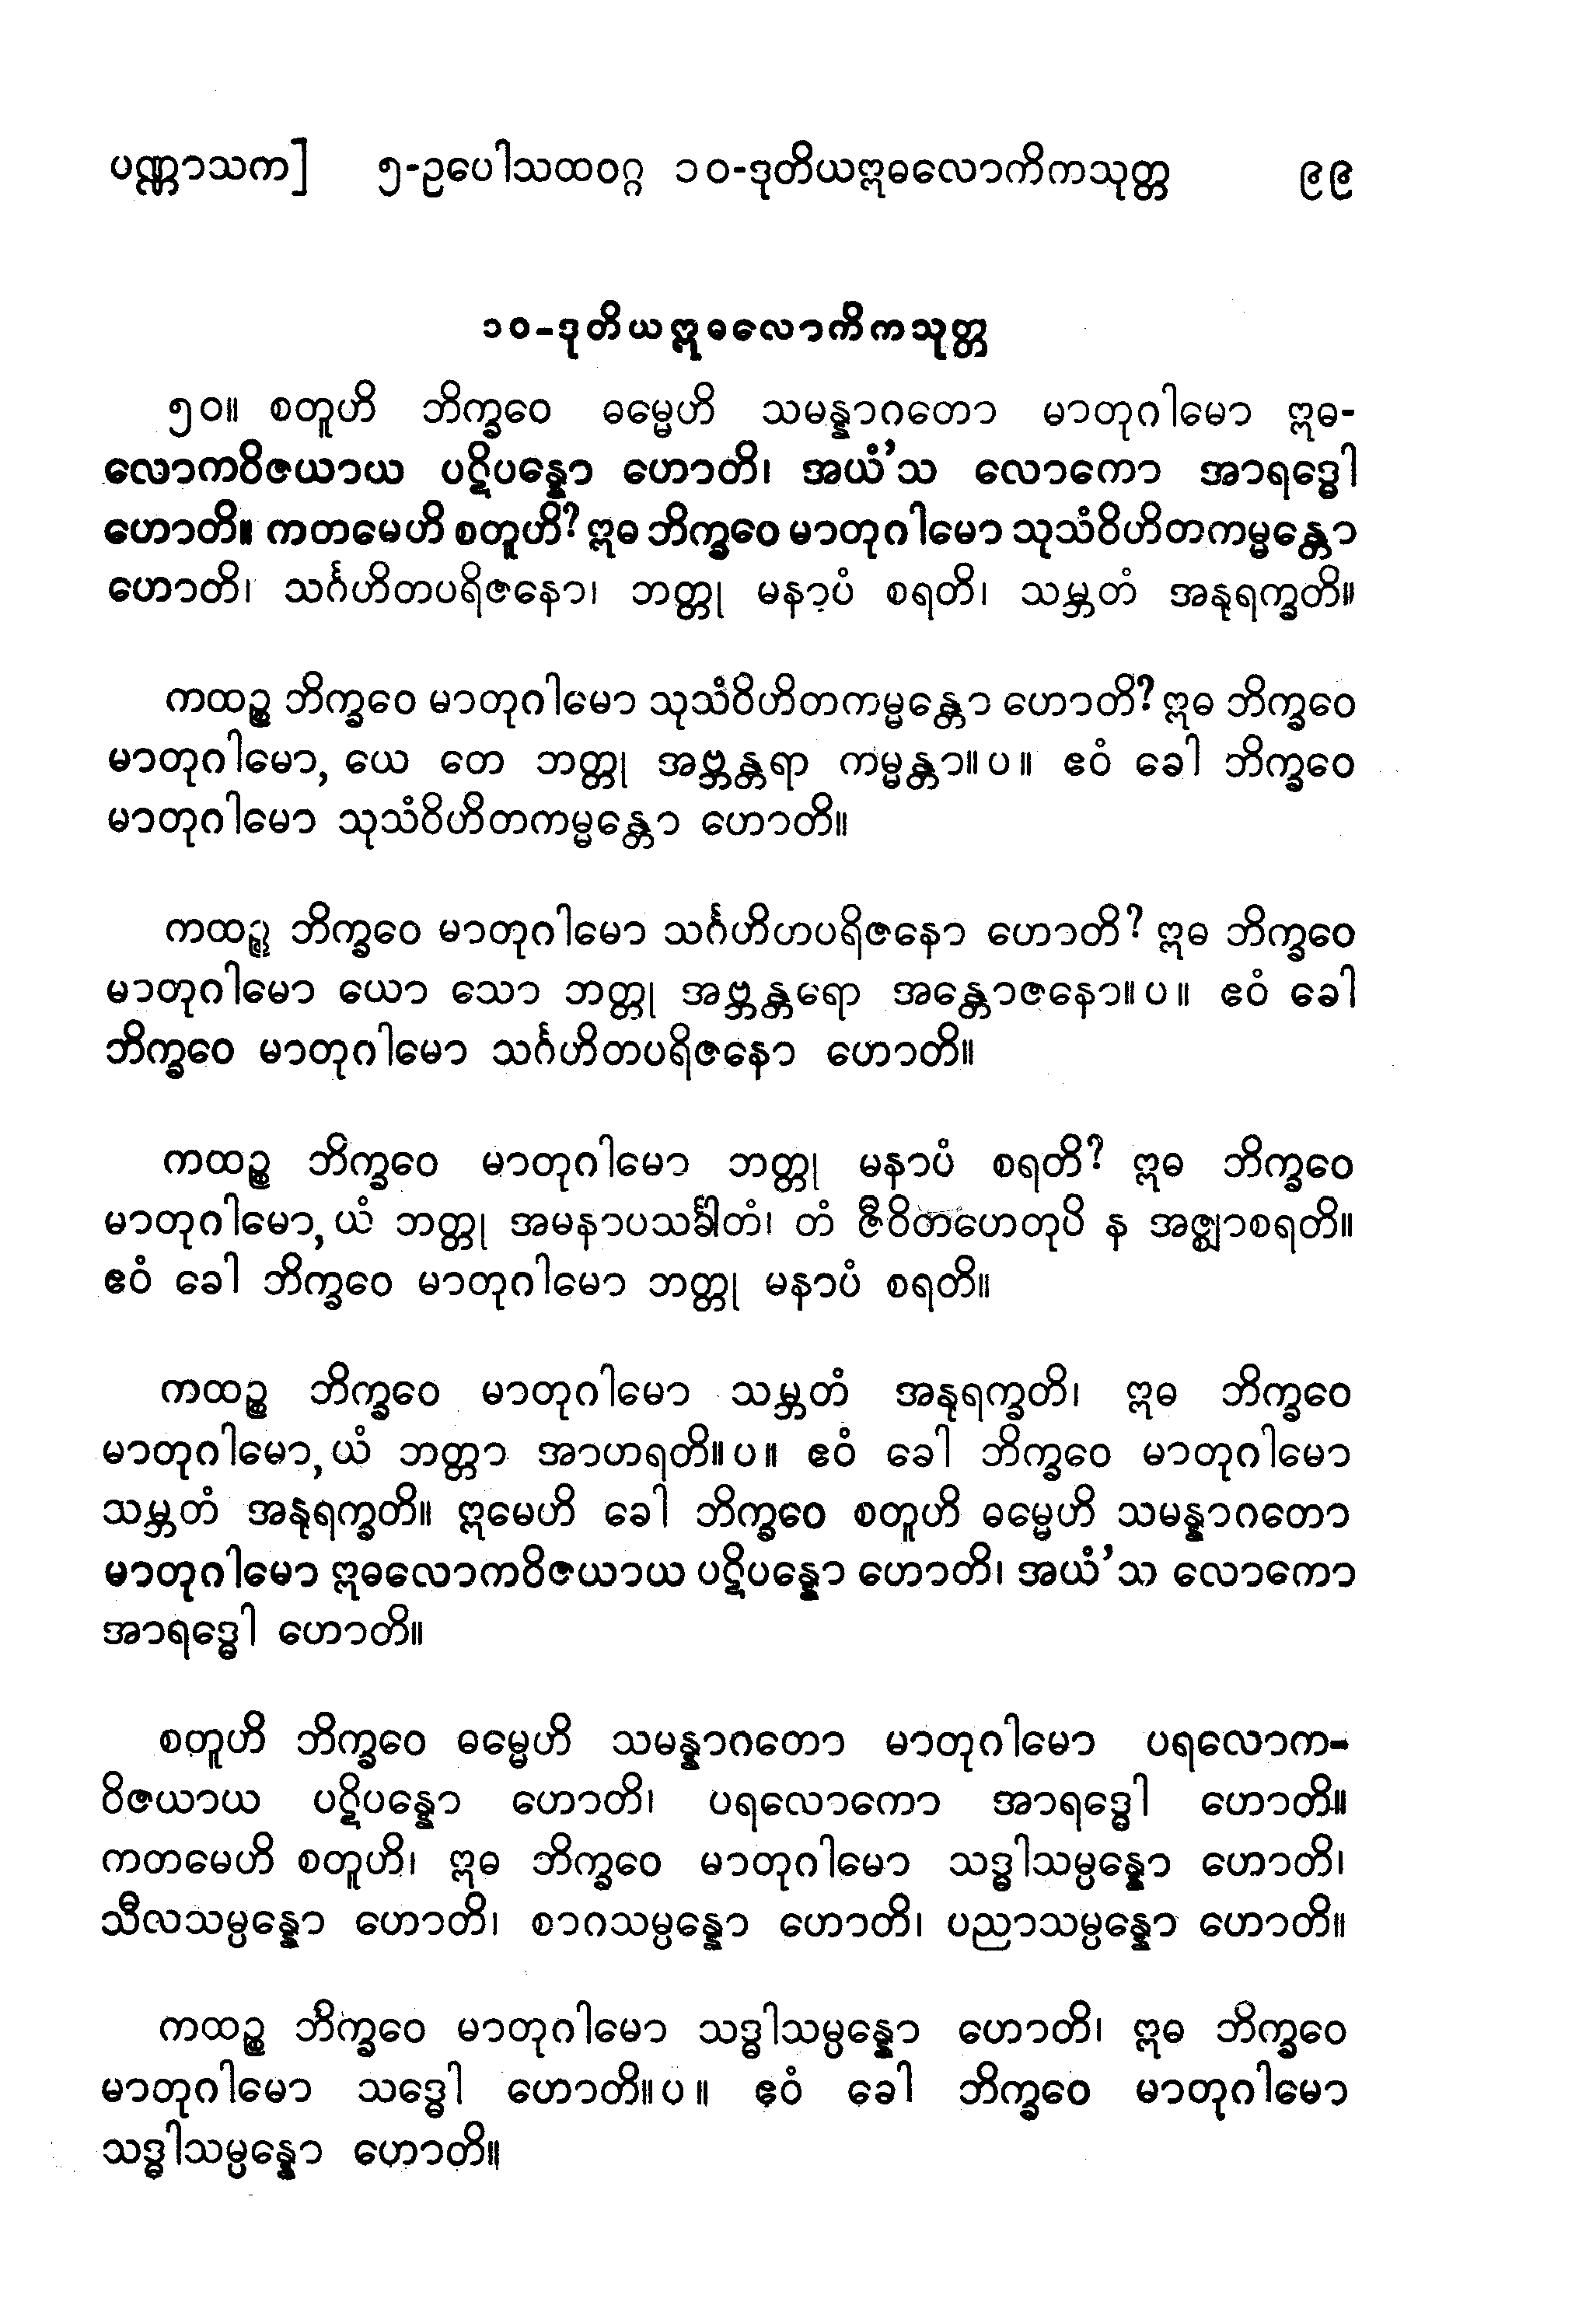 ပဏ္ဏာသက] ၅-ဥပေါသထဝဂ္ဂ ၁၀-ဒုတိယဣဓလောကိကသုတ္တ ၉၉
၁၀-ဒုတိယဣဓလောကိကသုတ္တ
၅၀။ စတူဟိ ဘိက္ခဝေ ဓမ္မေဟိ သမန္နာဂတော မာတုဂါမော ဣဓ-
လောကဝိဇယာယ ပဋိပန္နော ဟောတိ၊ အယံ'သ လောကော အာရဒ္ဓေါ
ဟောတိ။ ကတမေဟိ စတူဟိ? ဣဓ ဘိက္ခဝေ မာတုဂါမော သုသံဝိဟိတကမ္မန္တော
ဟောတိ၊ သင်္ဂဟိတပရိဇနော၊ ဘတ္တု မနာပံ စရတိ၊ သမ္ဘတံ အနုရက္ခတိ။
ကထဉ္စ ဘိက္ခဝေ မာတုဂါမော သုသံဝိဟိတကမ္မန္တော ဟောတိ? ဣဓ ဘိက္ခဝေ
မာတုဂါမော, ယေ တေ ဘတ္တု အဗ္ဘန္တရာ ကမ္မန္တာ။ ပ ။ ဧဝံ ခေါ ဘိက္ခဝေ
မာတုဂါမော သုသံဝိဟိတကမ္မန္တော ဟောတိ။
ကထဉ္စ ဘိက္ခဝေ မာတုဂါမော သင်္ဂဟိဟပရိဇနော ဟောတိ? ဣဓ ဘိက္ခဝေ
မာတုဂါမော ယော သော ဘတ္တု အဗ္ဘန္တရော အန္တောဇနော။ ပ ။ ဧဝံ ခေါ
ဘိက္ခဝေ မာတုဂါမော သင်္ဂဟိတပရိဇနော ဟောတိ။
ကထဉ္စ ဘိက္ခဝေ မာတုဂါမော ဘတ္တု မနာပံ စရတိ? ဣဓ ဘိက္ခဝေ
မာတုဂါမော, ယံ ဘတ္တု အမနာပသင်္ခါတံ၊ တံ ဇီဝိတဟေတုပိ န အဇ္ဈာစရတိ။
ဧဝံ ခေါ ဘိက္ခဝေ မာတုဂါမော ဘတ္တု မနာပံ စရတိ။
ကထဉ္စ ဘိက္ခဝေ မာတုဂါမော သမ္ဘတံ အနုရက္ခတိ၊ ဣဓ ဘိက္ခဝေ
မာတုဂါမော, ယံ ဘတ္တာ အာဟရတိ။ ပ ။ ဧဝံ ခေါ ဘိက္ခဝေ မာတုဂါမော
သမ္ဘတံ အနုရက္ခတိ။ ဣမေဟိ ခေါ ဘိက္ခဝေ စတူဟိ ဓမ္မေဟိ သမန္နာဂတော
မာတုဂါမော ဣဓလောကဝိဇယာယ ပဋိပန္နော ဟောတိ၊ အယံ'သ လောကော
အာရဒ္ဓေါ ဟောတိ။
စတူဟိ ဘိက္ခဝေ ဓမ္မေဟိ သမန္နာဂတော မာတုဂါမော ပရလောက-
ဝိဇယာယ ပဋိပန္နော ဟောတိ၊ ပရလောကော အာရဒ္ဓေါ ဟောတိ။
ကတမေဟိ စတူဟိ၊ ဣဓ ဘိက္ခဝေ မာတုဂါမော သဒ္ဓါသမ္ပန္နော ဟောတိ၊
သီလသမ္ပန္နော ဟောတိ၊ စာဂသမ္ပန္နော ဟောတိ၊ ပညာသမ္ပန္နော ဟောတိ။
ကထဉ္စ ဘိက္ခဝေ မာတုဂါမော သဒ္ဓါသမ္ပန္နော ဟောတိ၊ ဣဓ ဘိက္ခဝေ
မာတုဂါမော သဒ္ဓေါ ဟောတိ။ ပ ။ ဧဝံ ခေါ ဘိက္ခဝေ မာတုဂါမော
သဒ္ဓါသမ္ပန္နော ဟောတိ။